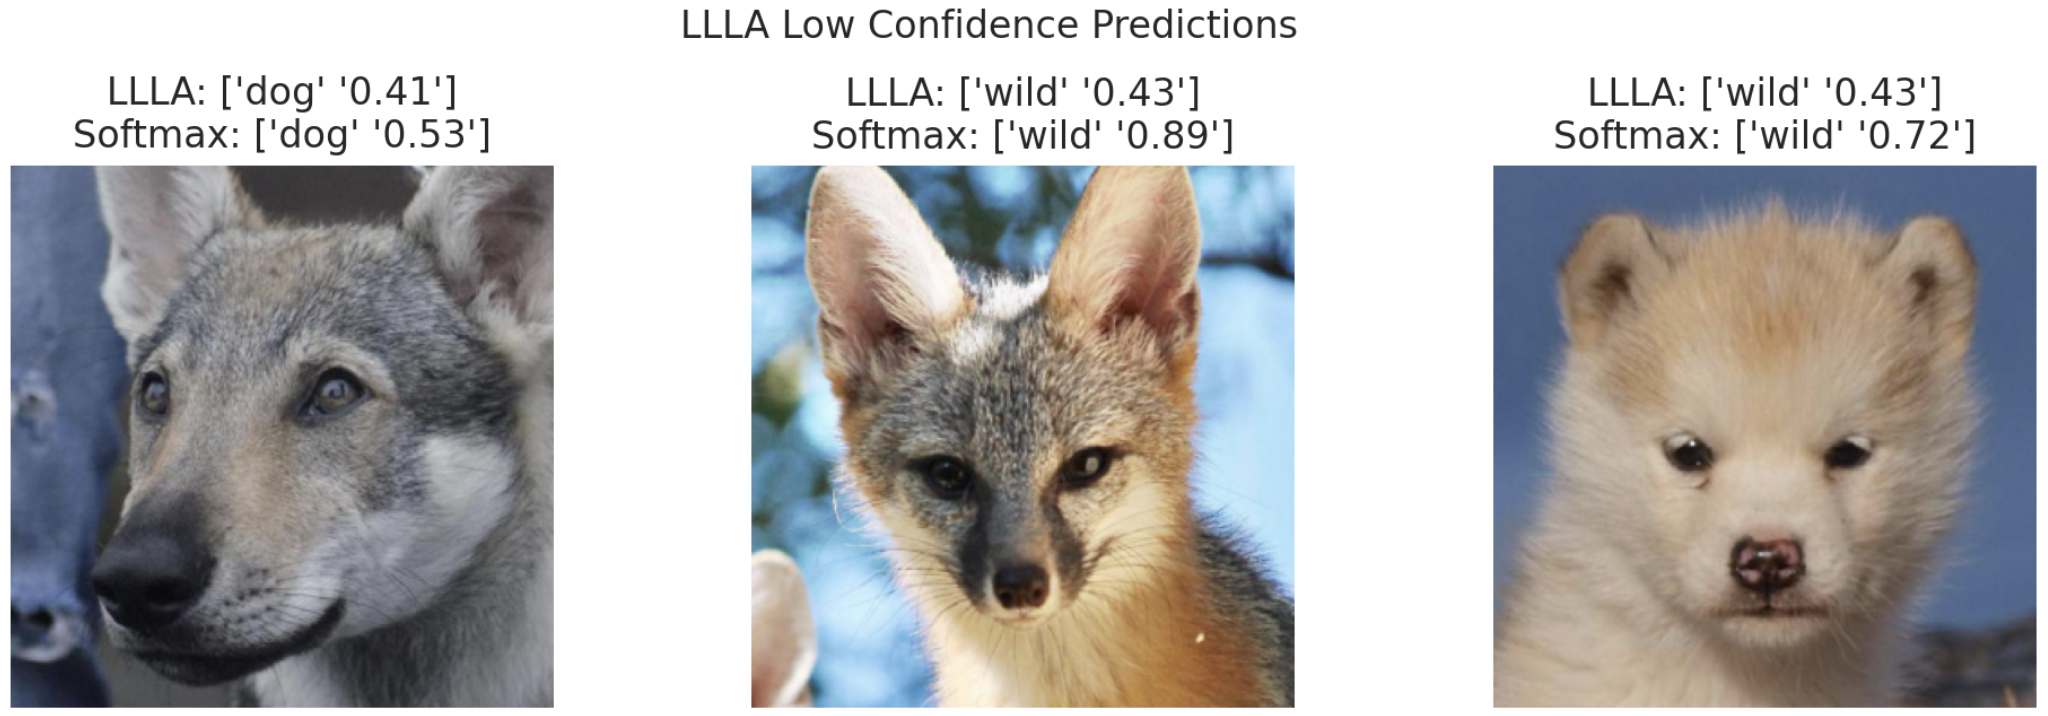 LLLA Low Confidence Predictions
LLLA: ['dog' '0.41']
Softmax: ['dog' '0.53']
LLLA: ['wild' '0.43']
Softmax: ['wild' '0.89']
LLLA: ['wild' '0.43']
Softmax: ['wild' '0.72']